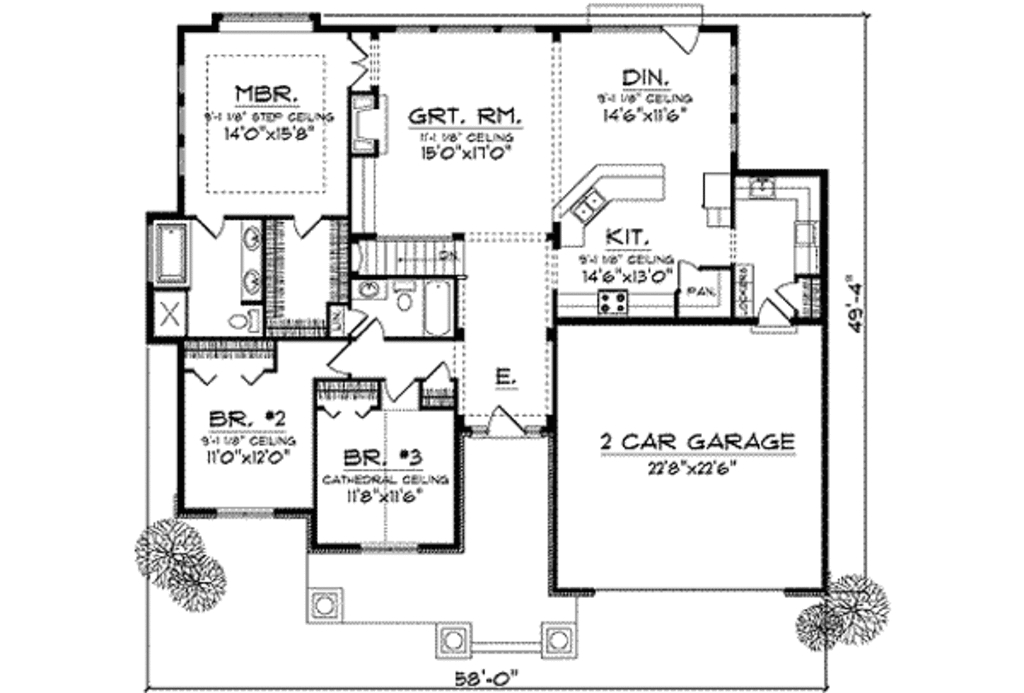 MBR.
9'-1 1/8" STEP CEILING
14'0"x15'8"
GRT. RM.
11'-1 1/8" CEILING
15'0"x17'0"
DIN.
9'-1 1/8" CEILING
14'6"x11'6"
KIT.
9'-1 1/8" CEILING
14'6"x13'0"
PAN.
LOCKERS
DN.
LIN.
E.
BR. #2
9'-1 1/8" CEILING
11'0"x12'0"
BR. #3
CATHEDRAL CEILING
11'8"x11'6"
2 CAR GARAGE
22'8"x22'6"
49'-4"
58'-0"